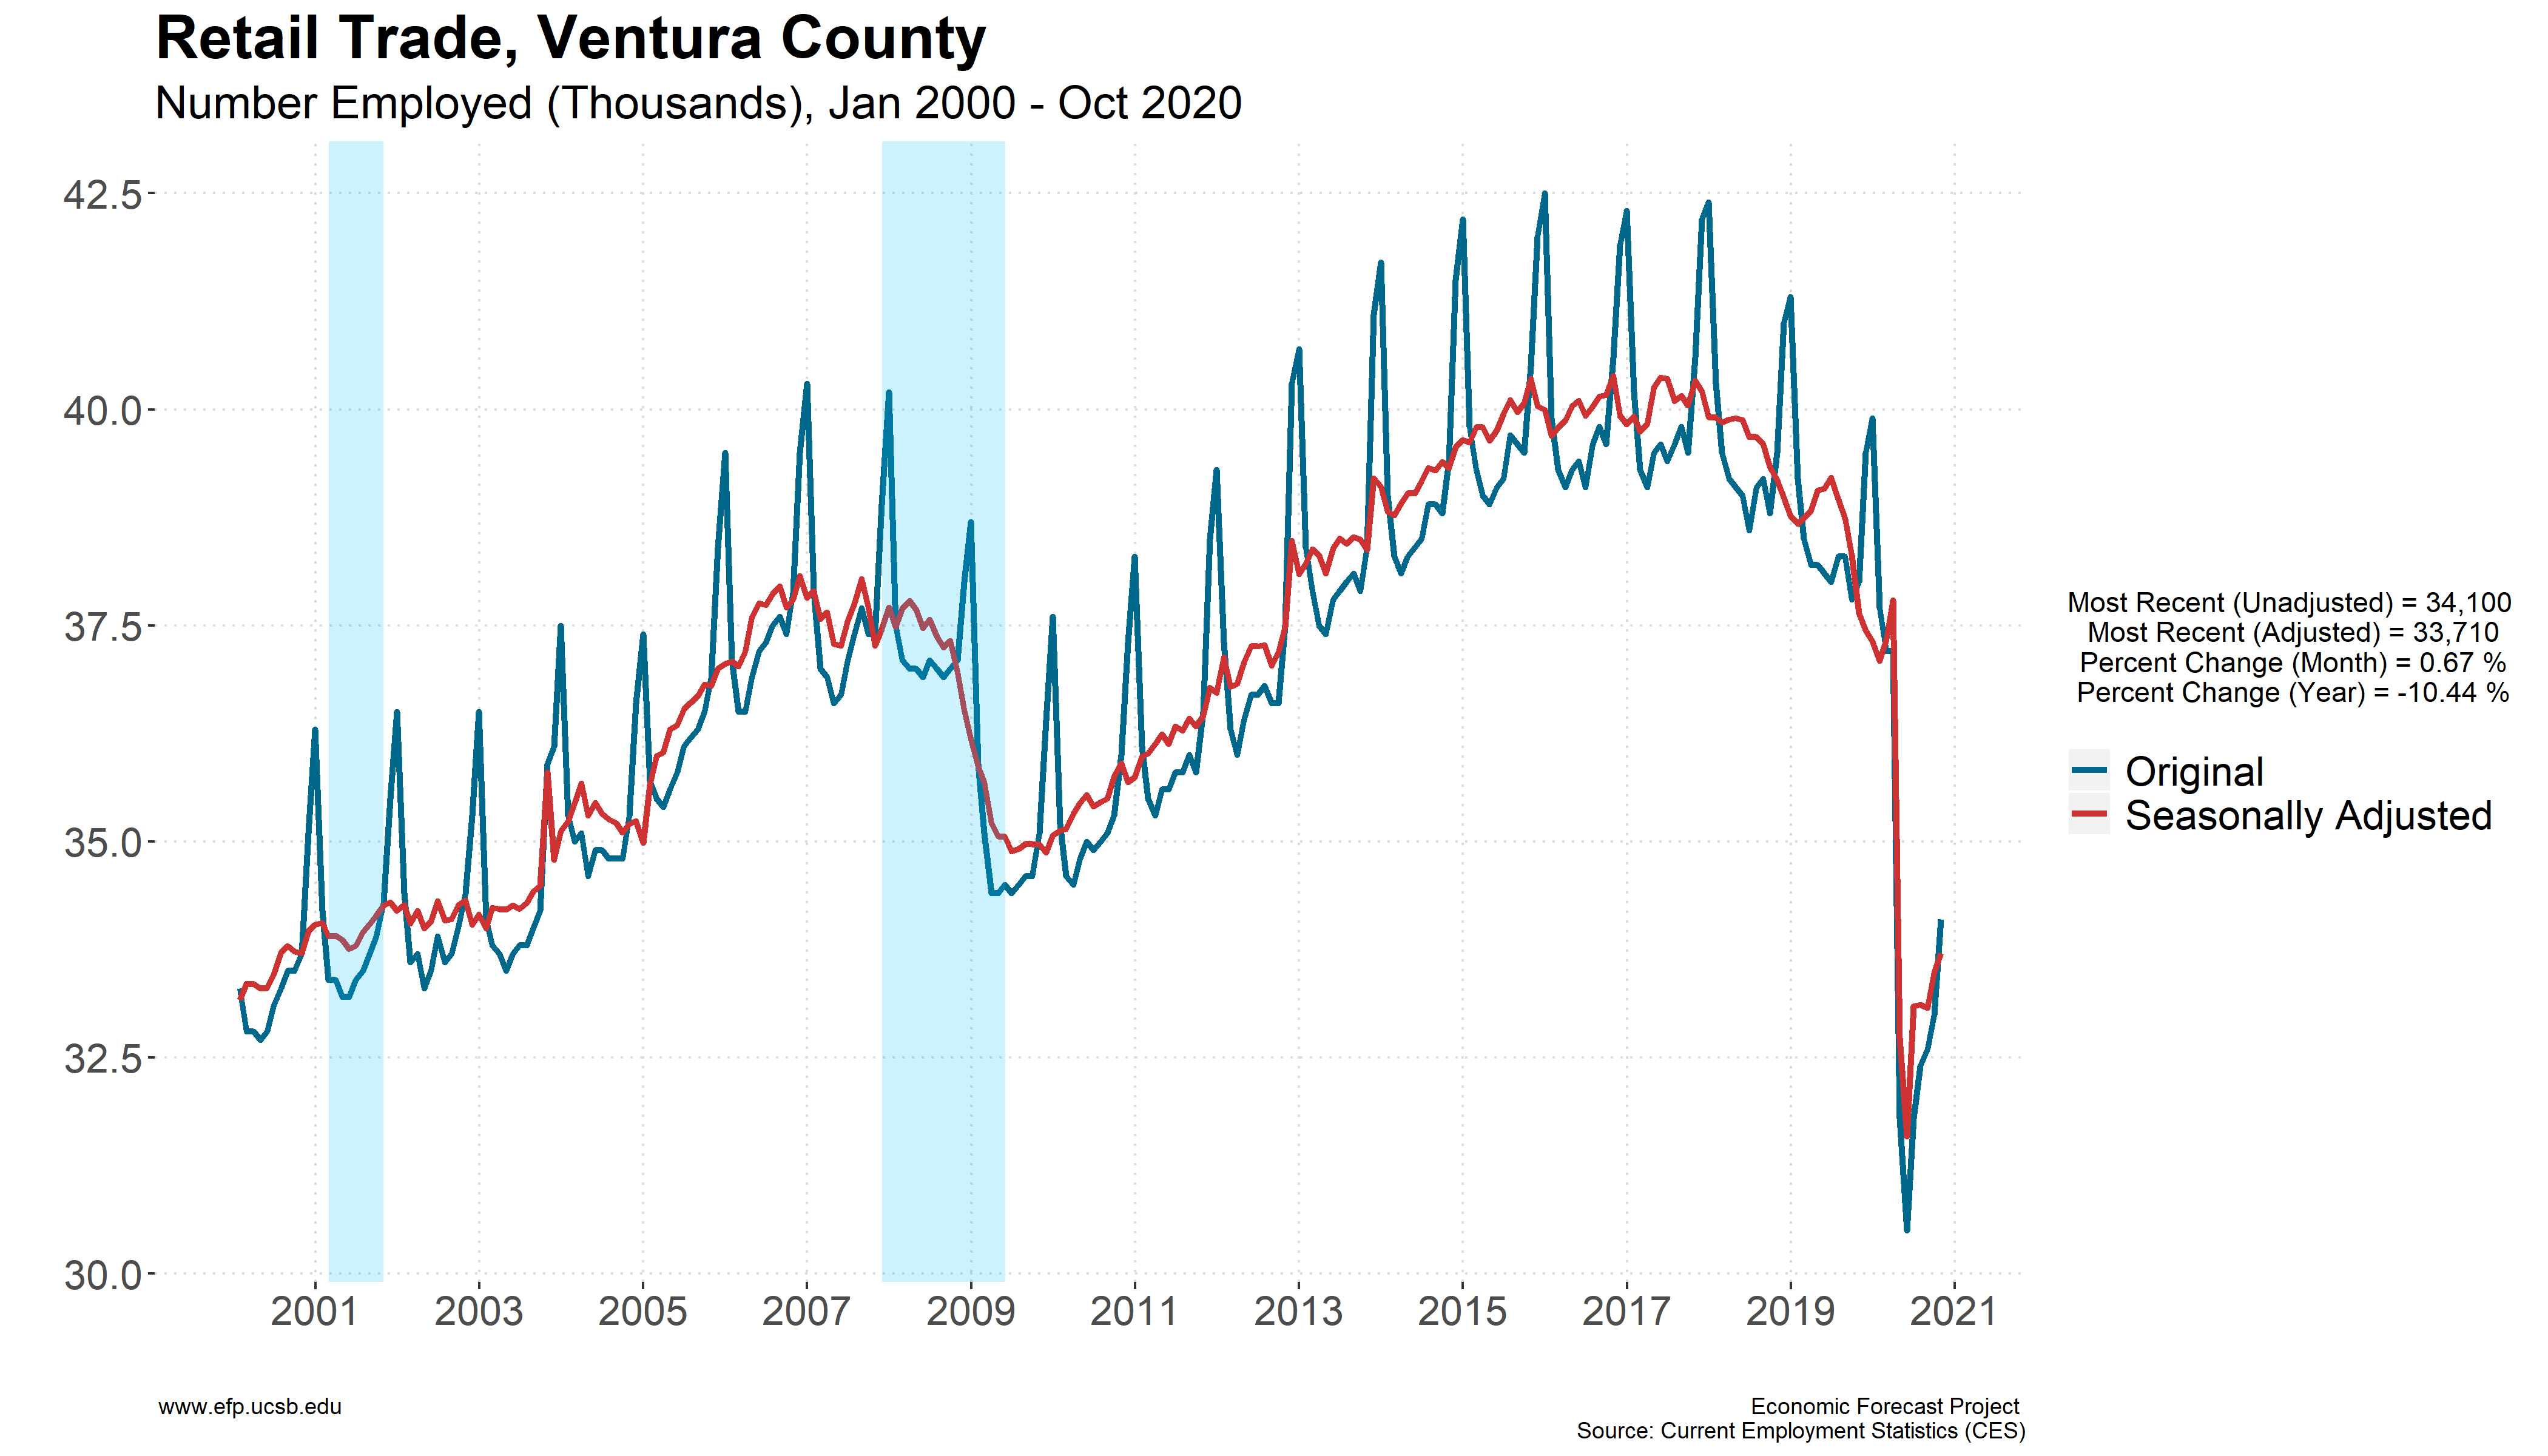 Retail Trade, Ventura County
Number Employed (Thousands), Jan 2000 - Oct 2020
42.5
40.0
37.5
35.0
32.5
30.0
2001 2003 2005 2007 2009 2011 2013 2015 2017 2019 2021
Most Recent (Unadjusted) = 34,100
Most Recent (Adjusted) = 33,710
Percent Change (Month) = 0.67 %
Percent Change (Year) = -10.44 %
Original
Seasonally Adjusted
www.efp.ucsb.edu
Economic Forecast Project
Source: Current Employment Statistics (CES)